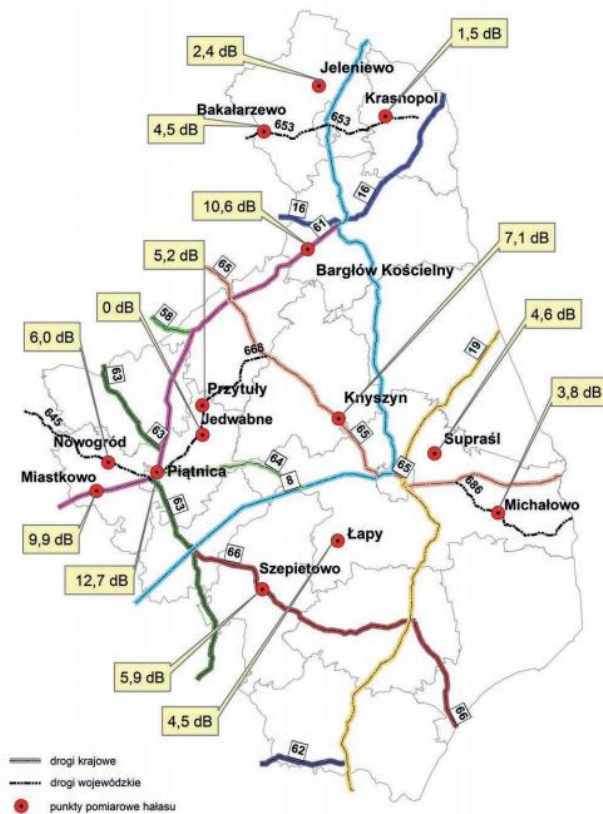 2,4 dB
1,5 dB
Jeleniewo
Krasnopol
Bakałarzewo
4,5 dB
653
653
10,6 dB
16
16
61
7,1 dB
5,2 dB
65
Bargłów Kościelny
0 dB
58
4,6 dB
6,0 dB
19
668
3,8 dB
63
Przytuły
Knyszyn
645
63
Jedwabne
65
Supraśl
Nowogród
Piątnica
64
8
65
686
Miastkowo
63
Michałowo
9,9 dB
66
Łapy
12,7 dB
Szepietowo
5,9 dB
4,5 dB
66
62
drogi krajowe
drogi wojewódzkie
punkty pomiarowe hałasu